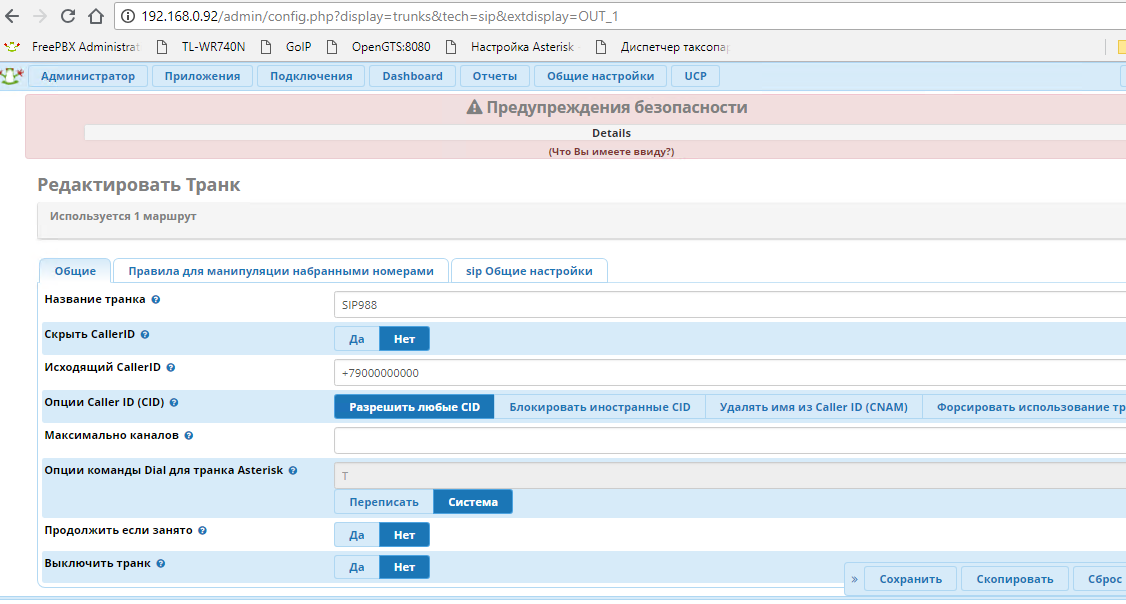 192.168.0.92/admin/config.php?display=trunks&tech=sip&extdisplay=OUT_1
FreePBX Administrat TL-WR740N GoIP OpenGTS:8080 Настройка Asterisk Диспетчер таксопа
Администратор Приложения Подключения Dashboard Отчеты Общие настройки UCP
Предупреждения безопасности
Details
(Что Вы имеете ввиду?)
Редактировать Транк
Используется 1 маршрут
Общие Правила для манипуляции набранными номерами sip Общие настройки
Название транка SIP988
Скрыть CallerID Да Нет
Исходящий CallerID +79000000000
Опции Caller ID (CID) Разрешить любые CID Блокировать иностранные CID Удалять имя из Caller ID (CNAM) Форсировать использование тр
Максимально каналов
Опции команды Dial для транка Asterisk T
Переписать Система
Продолжить если занято Да Нет
Выключить транк Да Нет
» Сохранить Скопировать Сброс